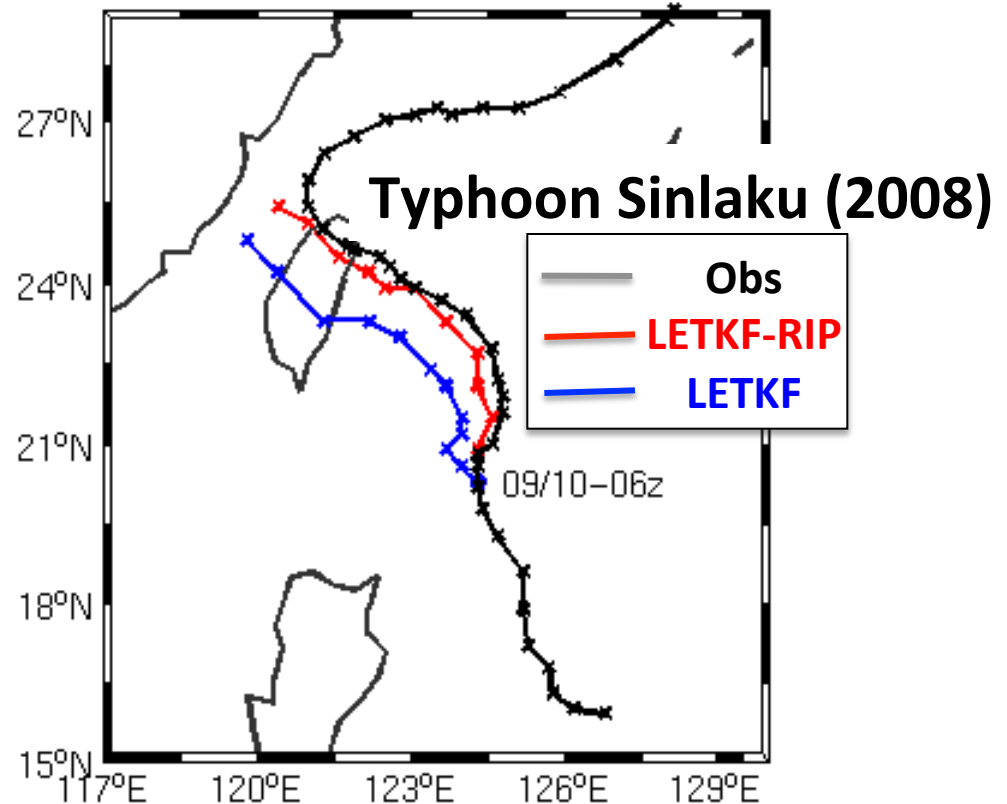 27°N
Typhoon Sinlaku (2008)
24°N
Obs
LETKF-RIP
LETKF
21°N
09/10-06z
18°N
15°N
117°E 120°E 123°E 126°E 129°E